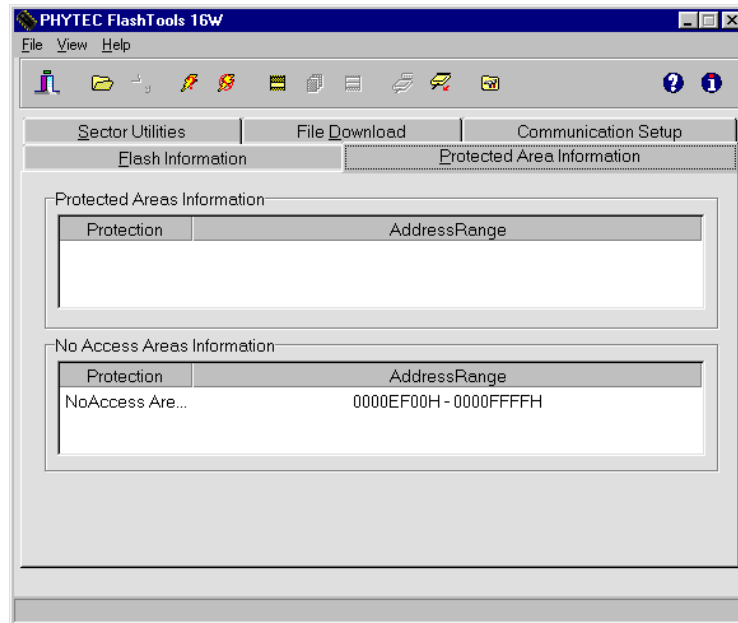 PHYTEC FlashTools 16W
File View Help
Sector Utilities File Download Communication Setup
Flash Information Protected Area Information
Protected Areas Information
Protection AddressRange
No Access Areas Information
Protection AddressRange
NoAccess Are... 0000EF00H - 0000FFFFH